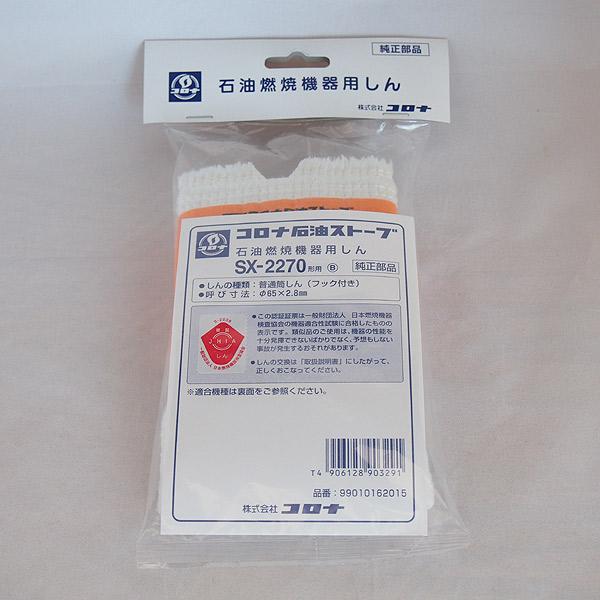 純正部品
コロナ
石油燃焼機器用しん
株式会社 コロナ
コロナ
コロナ石油ストーブ
石油燃焼機器用しん
SX-2270形用 Ⓑ 純正部品
●しんの種類：普通筒しん（フック付き）
●呼び寸法：φ65×2.8㎜
JHIA
しん
●この認証証票は一般財団法人 日本燃焼機器
検査協会の機器適合性試験に合格したものの
表示です。類似品のご使用は、機器の性能を
十分発揮できないばかりでなく、予想もしない
事故が発生するおそれがあります。
●しんの交換は「取扱説明書」にしたがって、
正しくおこなってください。
※適合機種は裏面をご参照ください。
T4 906128 903291
品番：99010162015
株式会社 コロナ